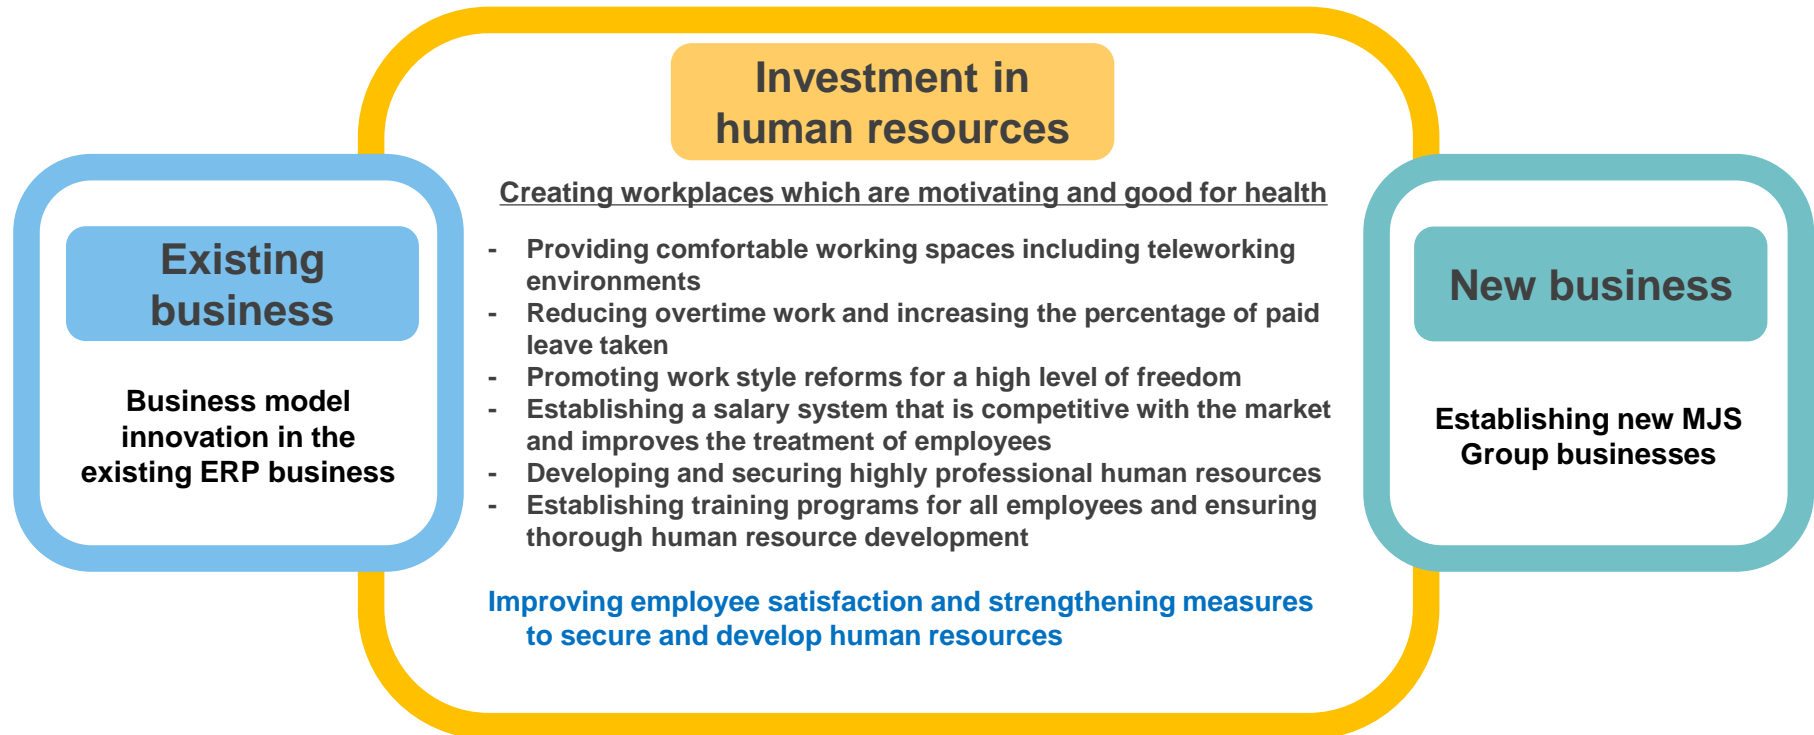 Investment in
human resources
Creating workplaces which are motivating and good for health
- Providing comfortable working spaces including teleworking
environments
- Reducing overtime work and increasing the percentage of paid
leave taken
- Promoting work style reforms for a high level of freedom
- Establishing a salary system that is competitive with the market
and improves the treatment of employees
- Developing and securing highly professional human resources
- Establishing training programs for all employees and ensuring
thorough human resource development
Improving employee satisfaction and strengthening measures
to secure and develop human resources
Existing
business
Business model
innovation in the
existing ERP business
New business
Establishing new MJS
Group businesses